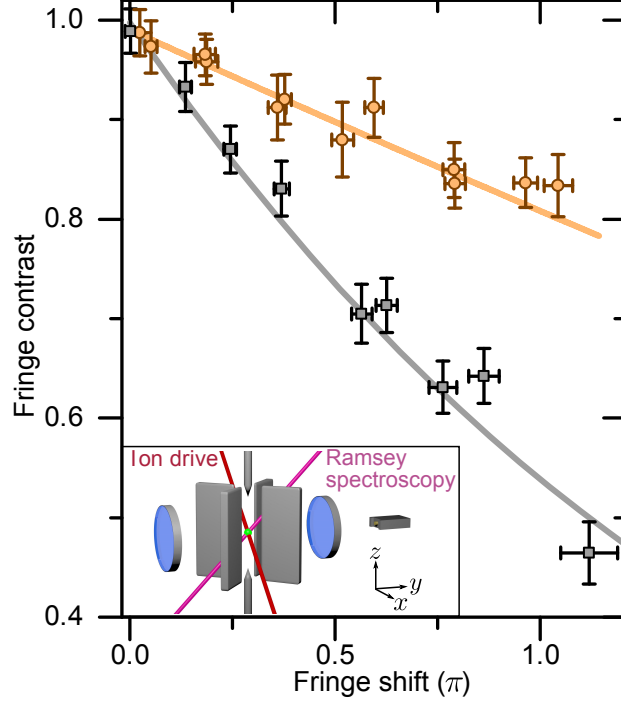 1.0
0.8
0.6
0.4
Fringe contrast
Ion drive
Ramsey
spectroscopy
z
y
x
0.0
0.5
1.0
Fringe shift (π)